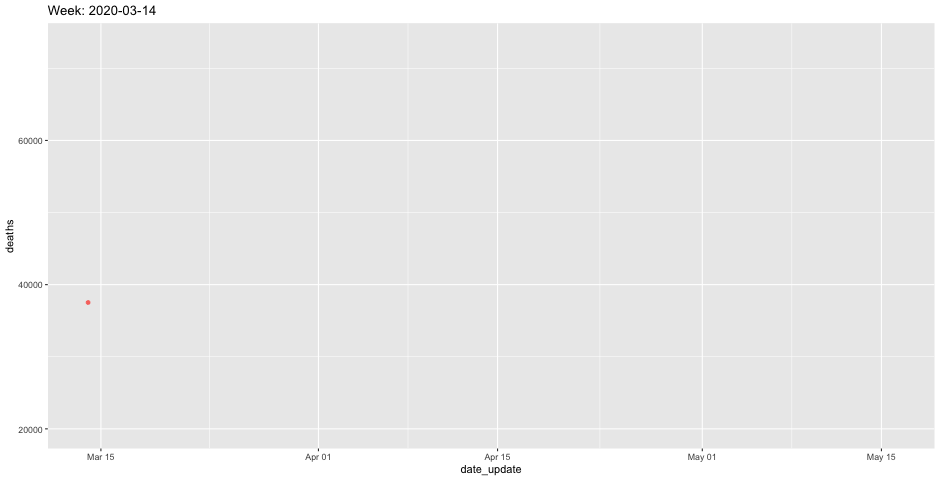 Week: 2020-03-14
60000
40000
20000
deaths
Mar 15 Apr 01 Apr 15 May 01 May 15
date_update